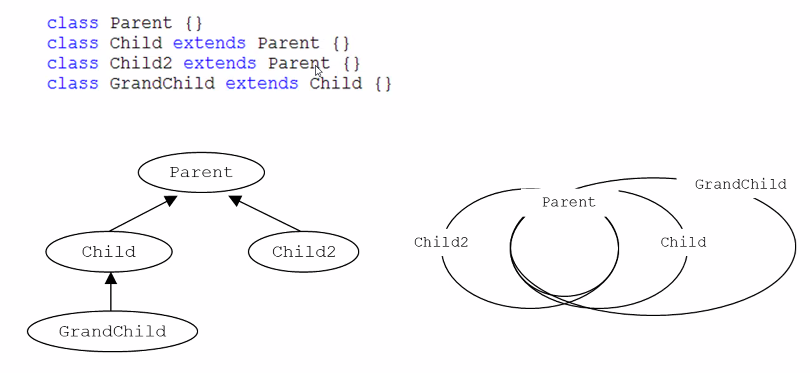 class Parent {}
class Child extends Parent {}
class Child2 extends Parent {}
class GrandChild extends Child {}
Parent
Child
Child2
GrandChild
GrandChild
Parent
Child2
Child